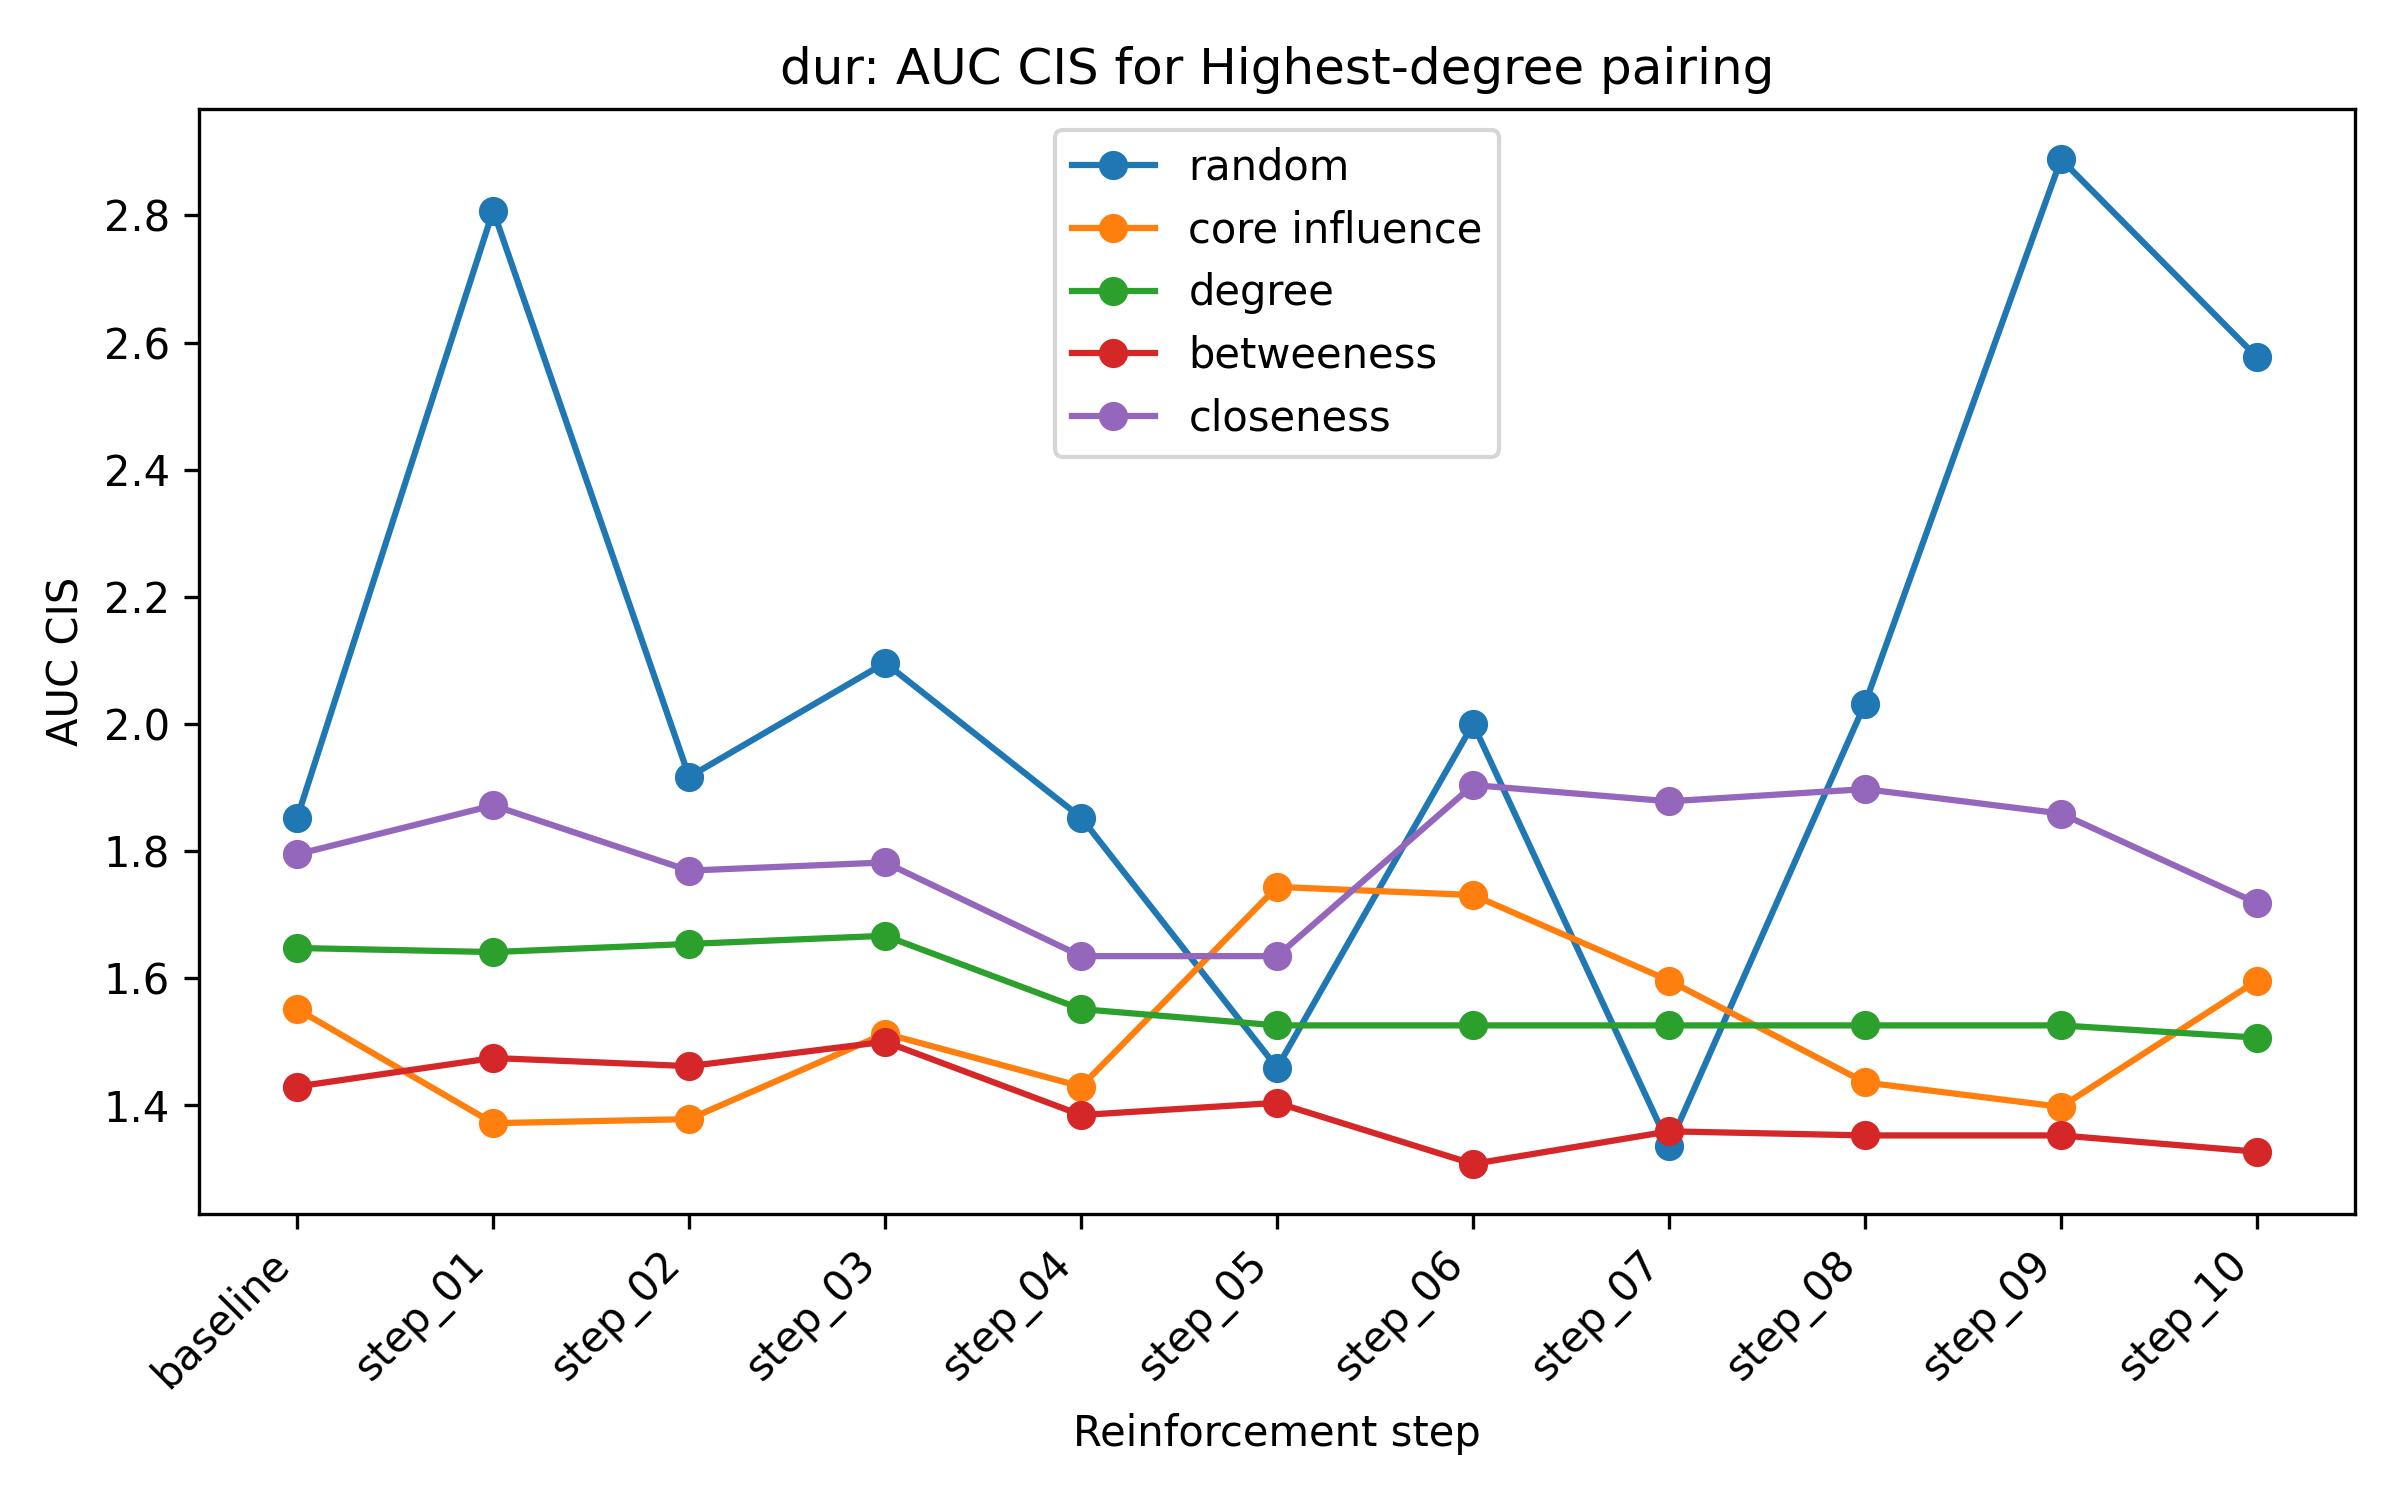 dur: AUC CIS for Highest-degree pairing
random
core influence
degree
betweeness
closeness
AUC CIS
2.8
2.6
2.4
2.2
2.0
1.8
1.6
1.4
baseline
step_01
step_02
step_03
step_04
step_05
step_06
step_07
step_08
step_09
step_10
Reinforcement step